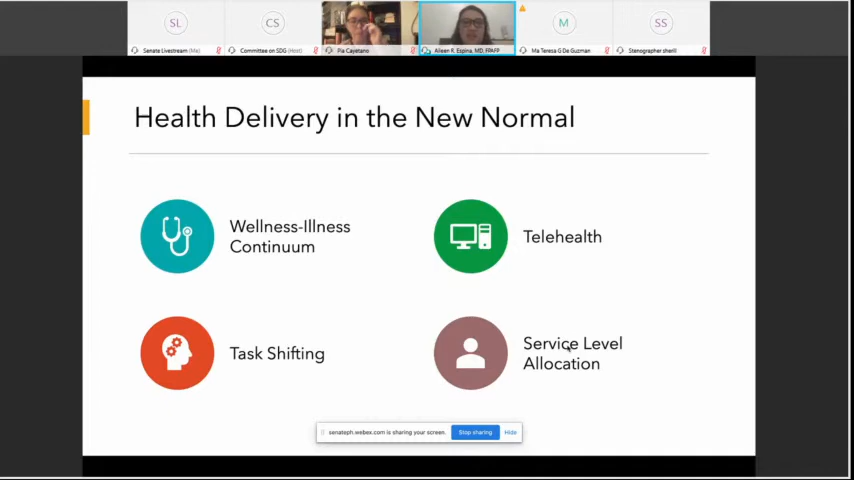 SL
CS
M
SS
Senate Livestream (Me)
Committee on SDG (Host)
Pia Cayetano
Aileen R. Espina, MD, FPAFP
Ma Teresa G De Guzman
Stenographer sherill
Health Delivery in the New Normal
Wellness-Illness
Continuum
Telehealth
Task Shifting
Service Level
Allocation
senateph.webex.com is sharing your screen.
Stop sharing
Hide